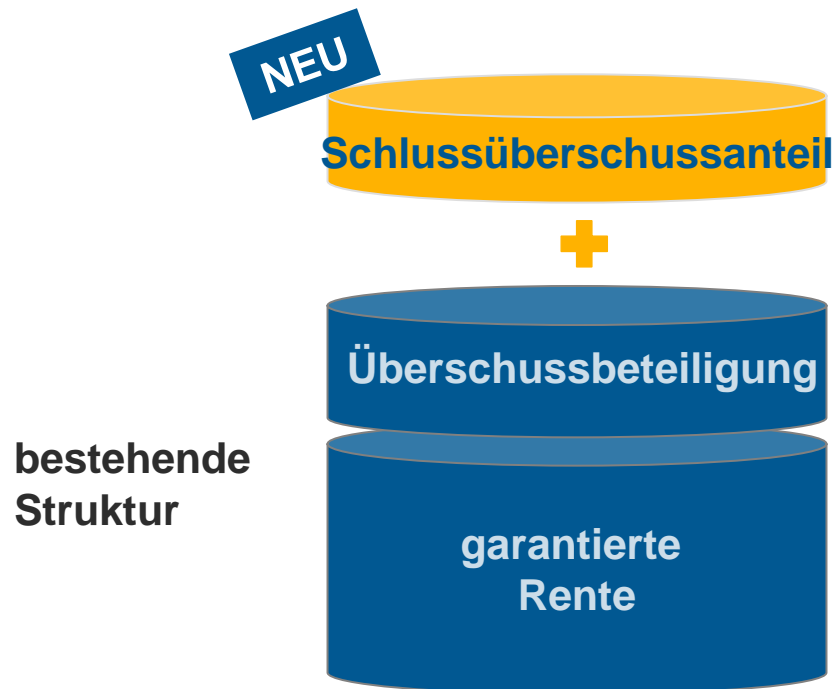 NEU
Schlussüberschussanteil
Überschussbeteiligung
bestehende
Struktur
garantierte
Rente